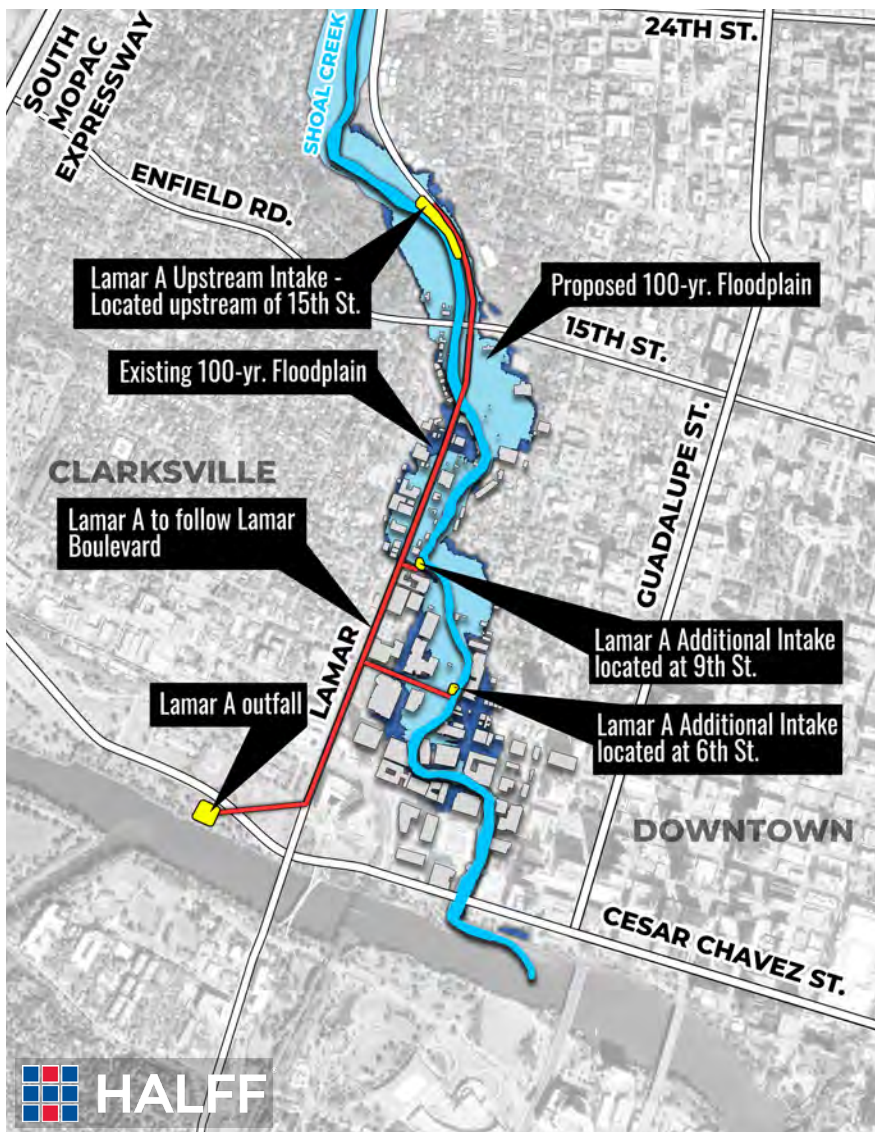 24TH ST.
SOUTH
MOPAC
EXPRESSWAY
SHOAL CREEK
ENFIELD RD.
Lamar A Upstream Intake -
Located upstream of 15th St.
Proposed 100-yr. Floodplain
15TH ST.
Existing 100-yr. Floodplain
CLARKSVILLE
GUADALUPE ST.
Lamar A to follow Lamar
Boulevard
Lamar A Additional Intake
located at 9th St.
LAMAR
Lamar A outfall
Lamar A Additional Intake
located at 6th St.
DOWNTOWN
CESAR CHAVEZ ST.
HALFF